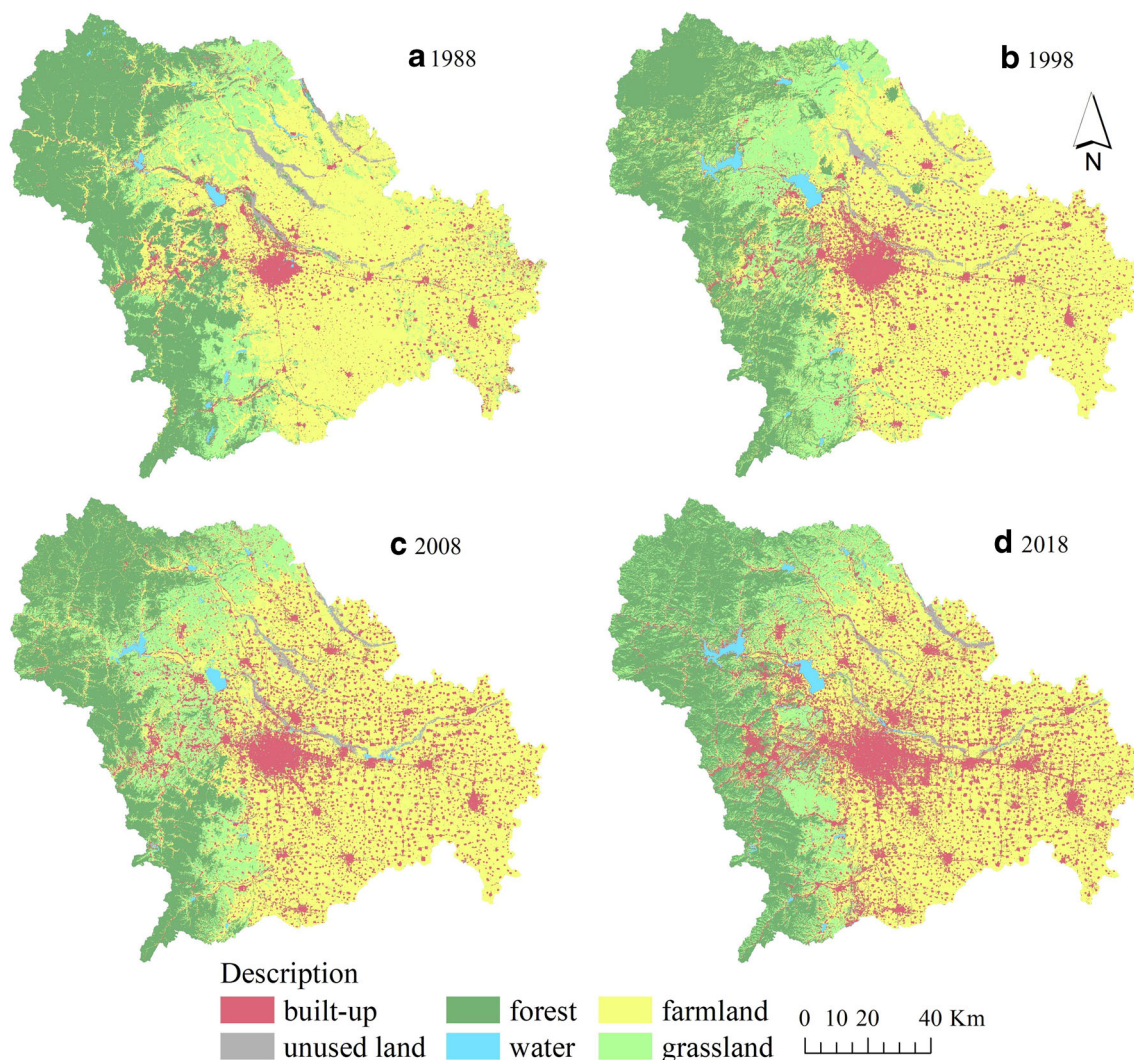 a 1988
b 1998
N
c 2008
d 2018
Description
built-up forest farmland
unused land water grassland
0 10 20 40 Km